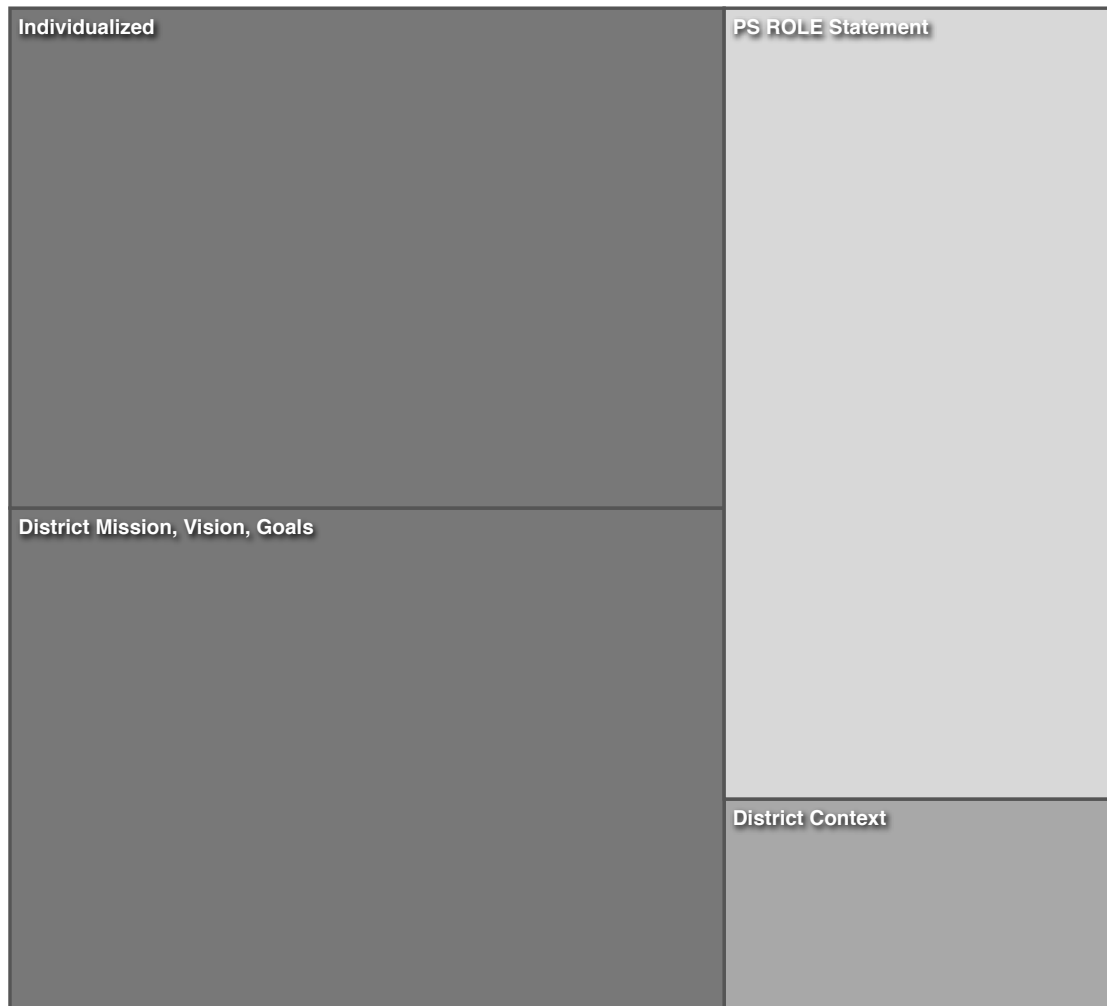 Individualized
PS ROLE Statement
District Mission, Vision, Goals
District Context